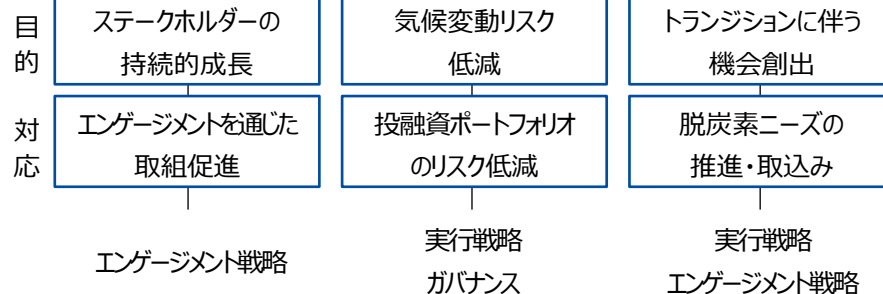 目的
ステークホルダーの
持続的成長
気候変動リスク
低減
トランジションに伴う
機会創出
対応
エンゲージメントを通じた
取組促進
投融資ポートフォリオ
のリスク低減
脱炭素ニーズの
推進・取込み
エンゲージメント戦略
実行戦略
ガバナンス
実行戦略
エンゲージメント戦略